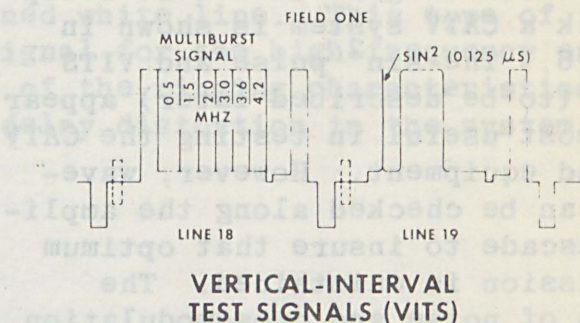 FIELD ONE
MULTIBURST
SIGNAL
SIN² (0.125 μS)
0.5 1.5 2.0 3.0 3.6 4.2
MHZ
LINE 18
LINE 19
VERTICAL-INTERVAL
TEST SIGNALS (VITS)